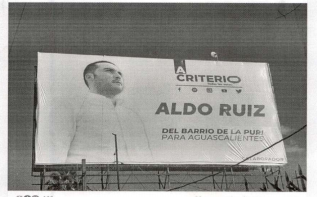 A
CRITERIO
ALDO RUIZ
DEL BARRIO DE LA PURI
PARA AGUASCALIENTES